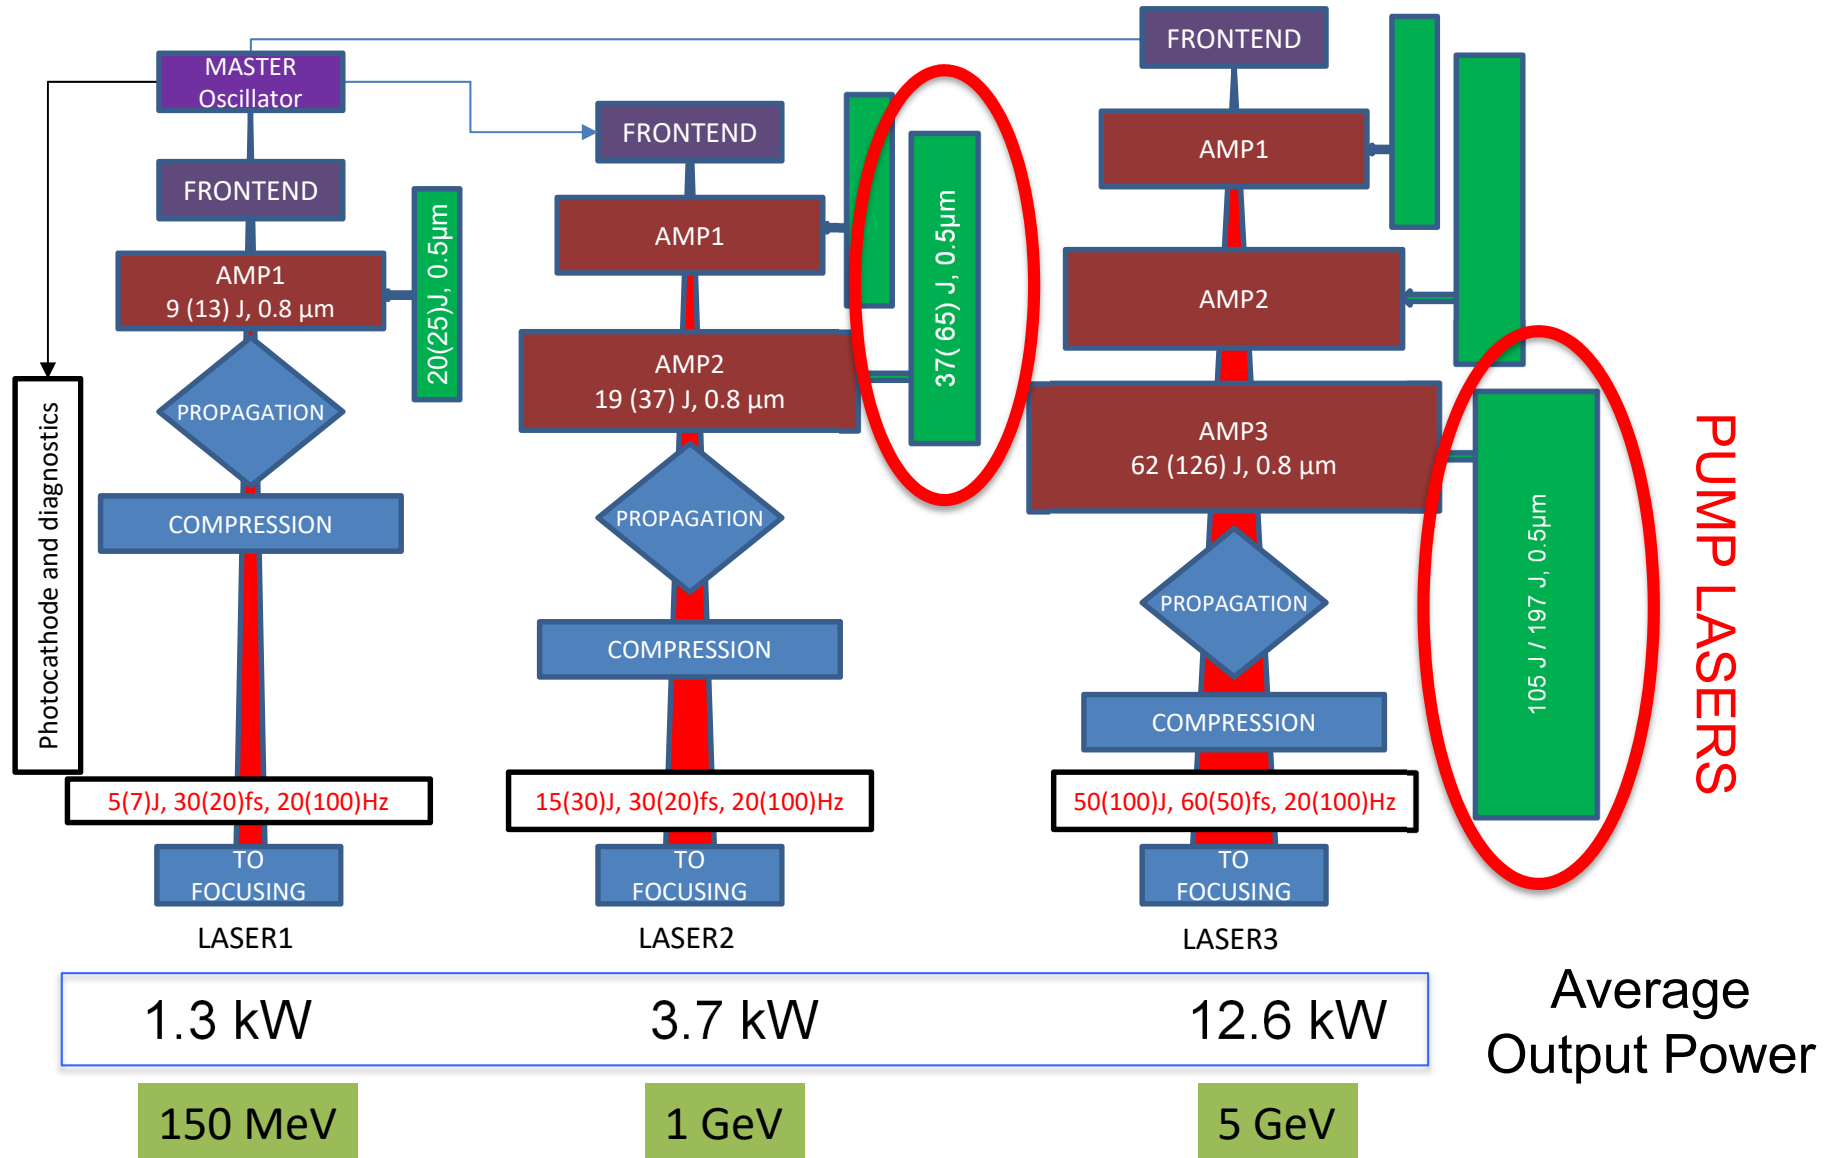 MASTER
Oscillator
FRONTEND
AMP1
9 (13) J, 0.8 µm
20(25)J, 0.5µm
PROPAGATION
COMPRESSION
Photocathode and diagnostics
5(7)J, 30(20)fs, 20(100)Hz
TO
FOCUSING
LASER1
FRONTEND
AMP1
AMP2
19 (37) J, 0.8 µm
37( 65) J, 0.5µm
PROPAGATION
COMPRESSION
15(30)J, 30(20)fs, 20(100)Hz
TO
FOCUSING
LASER2
FRONTEND
AMP1
AMP2
AMP3
62 (126) J, 0.8 µm
105 J / 197 J, 0.5µm
PROPAGATION
COMPRESSION
50(100)J, 60(50)fs, 20(100)Hz
TO
FOCUSING
LASER3
PUMP LASERS
1.3 kW
3.7 kW
12.6 kW
Average
Output Power
150 MeV
1 GeV
5 GeV